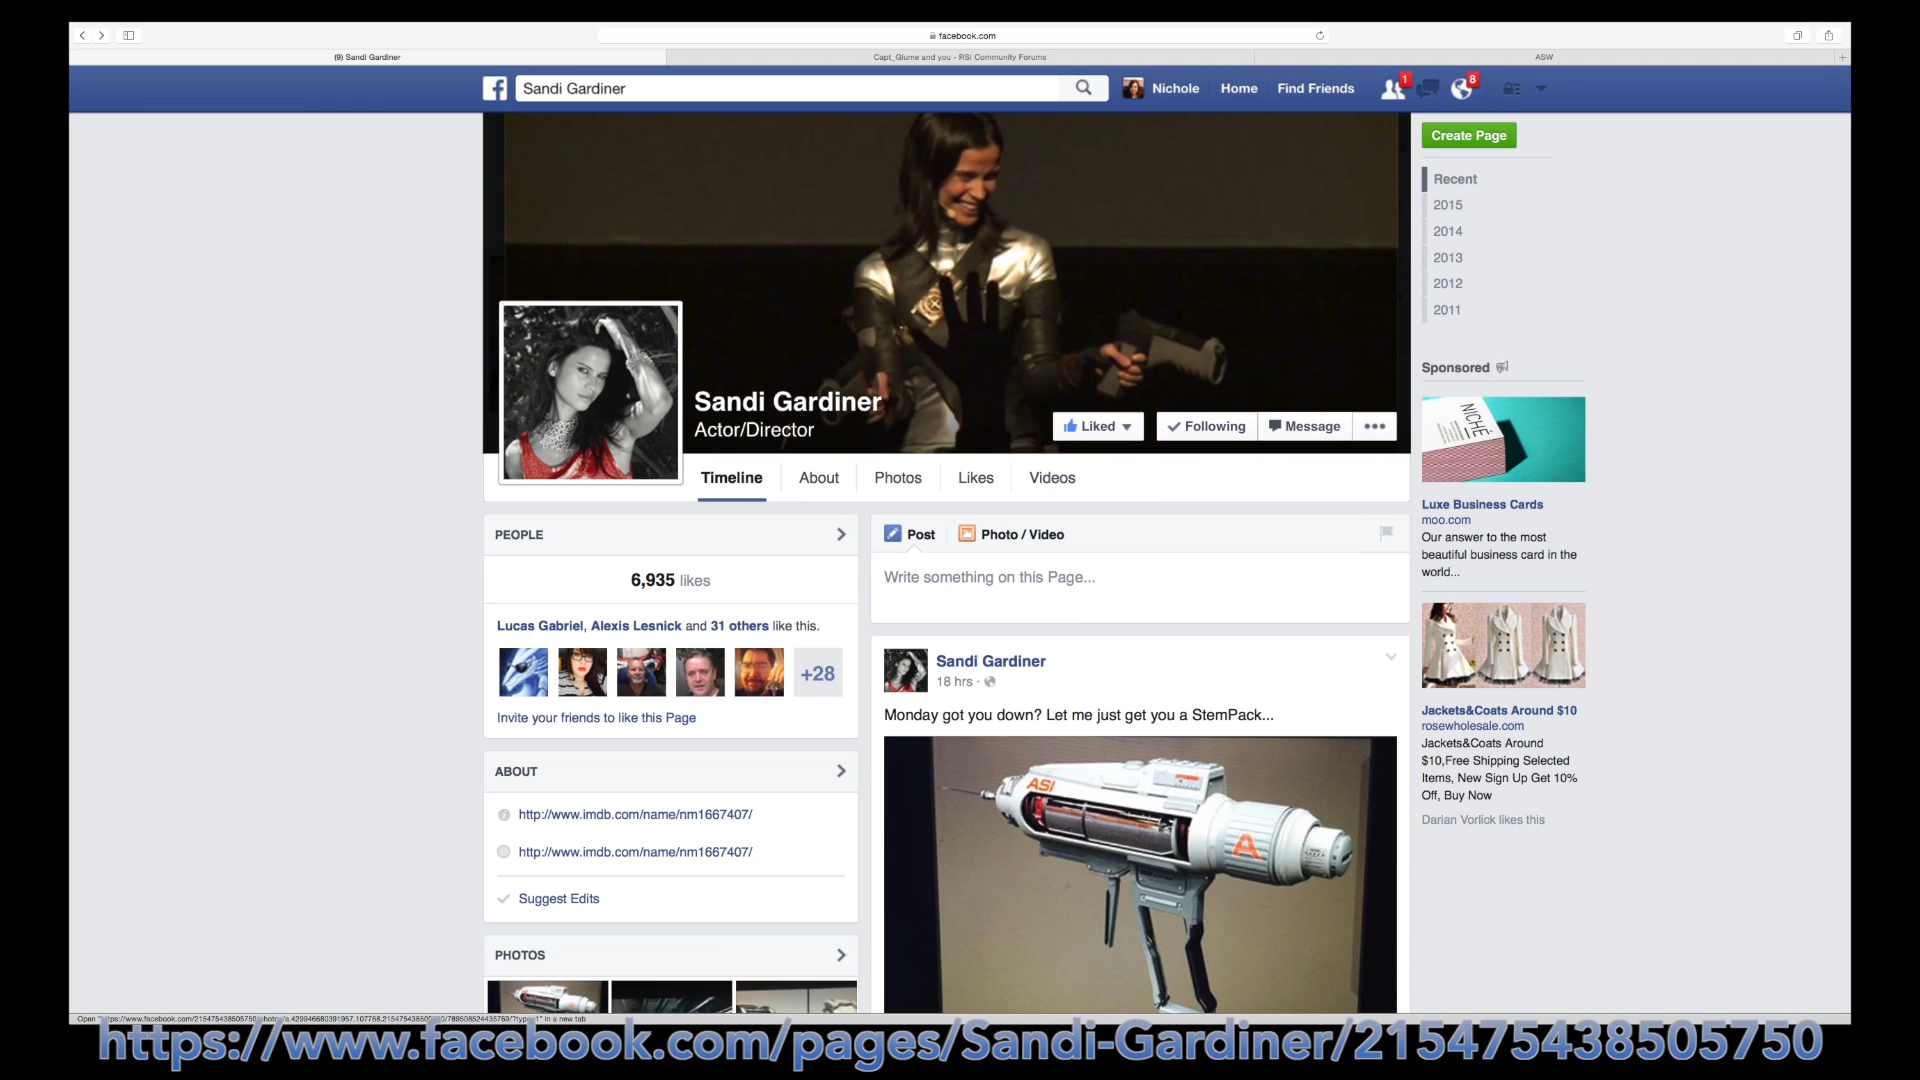 facebook.com
(9) Sandi Gardiner
Capt_Glume and you - RSI Community Forums
ASW
Sandi Gardiner
Nichole
Home
Find Friends
1
8
Create Page
Recent
2015
2014
2013
2012
2011
Sandi Gardiner
Actor/Director
Liked
Following
Message
Timeline
About
Photos
Likes
Videos
PEOPLE
6,935 likes
Lucas Gabriel, Alexis Lesnick and 31 others like this.
+28
Invite your friends to like this Page
ABOUT
http://www.imdb.com/name/nm1667407/
http://www.imdb.com/name/nm1667407/
Suggest Edits
PHOTOS
Post
Photo / Video
Write something on this Page...
Sandi Gardiner
18 hrs ·
Monday got you down? Let me just get you a StemPack...
ASI
A
Sponsored
NICHÉ
Luxe Business Cards
moo.com
Our answer to the most
beautiful business card in the
world...
Jackets&Coats Around $10
rosewholesale.com
Jackets&Coats Around
$10,Free Shipping Selected
Items, New Sign Up Get 10%
Off, Buy Now
Darian Vorlick likes this
https://www.facebook.com/pages/Sandi-Gardiner/215475438505750